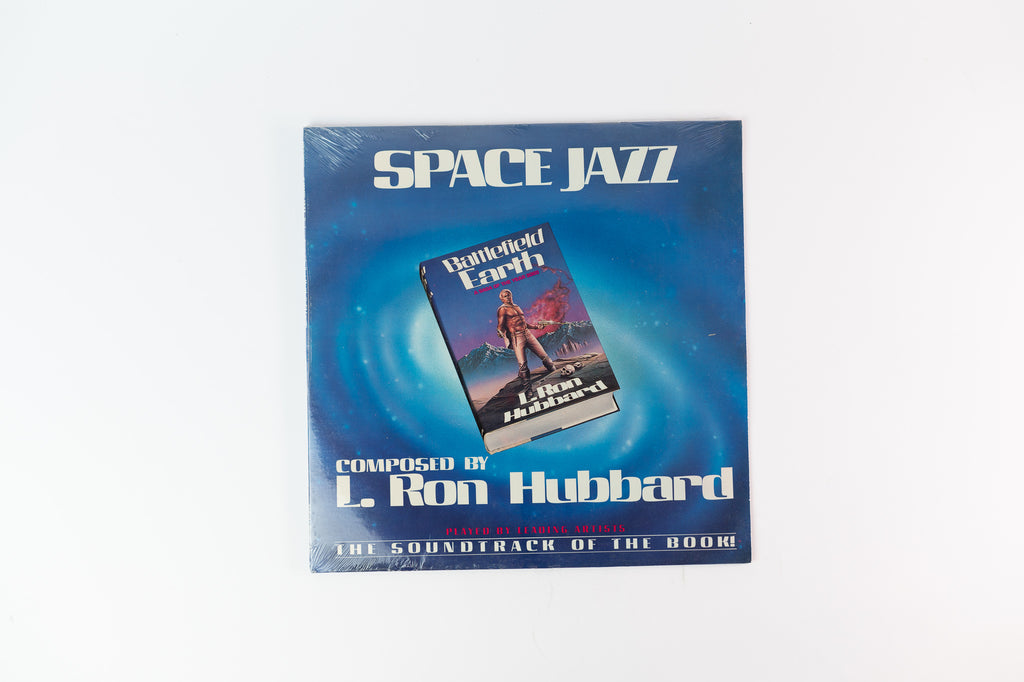 SPACE JAZZ
Battlefield
Earth
L. Ron
Hubbard
COMPOSED BY
L. Ron Hubbard
PLAYED BY LEADING ARTISTS
THE SOUNDTRACK OF THE BOOK!